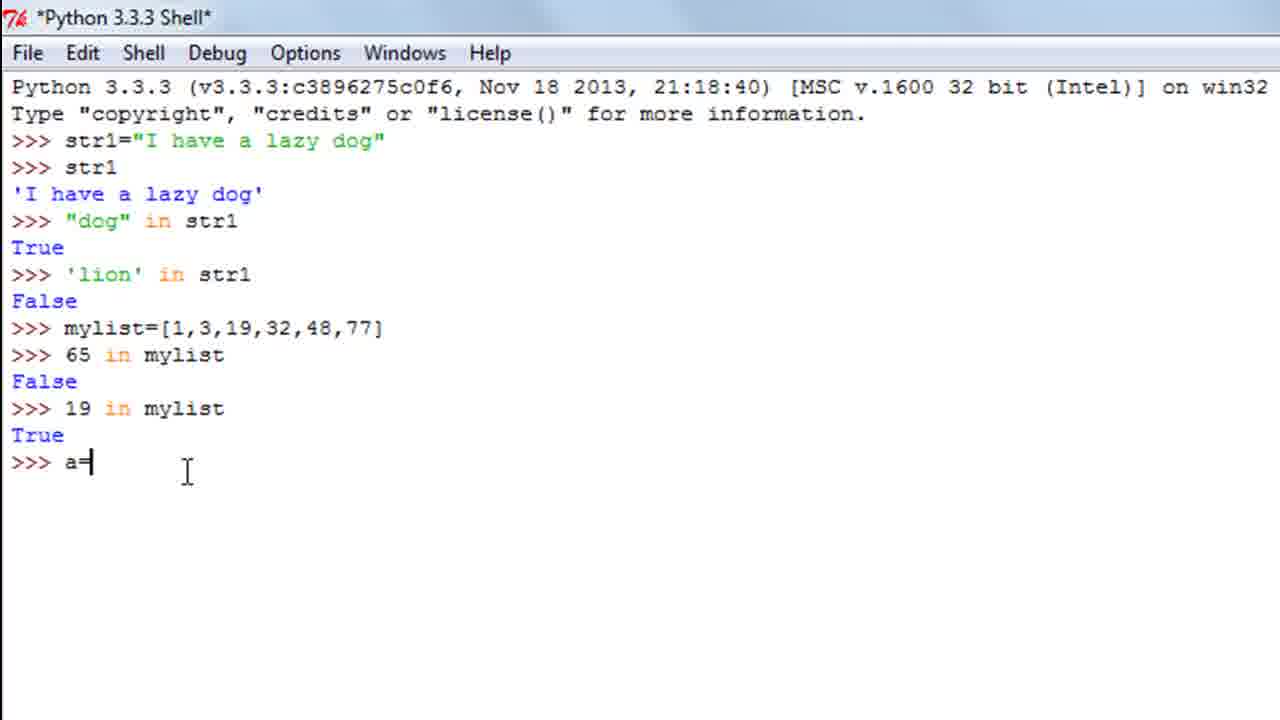 *Python 3.3.3 Shell*
File Edit Shell Debug Options Windows Help
Python 3.3.3 (v3.3.3:c3896275c0f6, Nov 18 2013, 21:18:40) [MSC v.1600 32 bit (Intel)] on win32
Type "copyright", "credits" or "license()" for more information.
>>> str1="I have a lazy dog"
>>> str1
'I have a lazy dog'
>>> "dog" in str1
True
>>> 'lion' in str1
False
>>> mylist=[1,3,19,32,48,77]
>>> 65 in mylist
False
>>> 19 in mylist
True
>>> a=